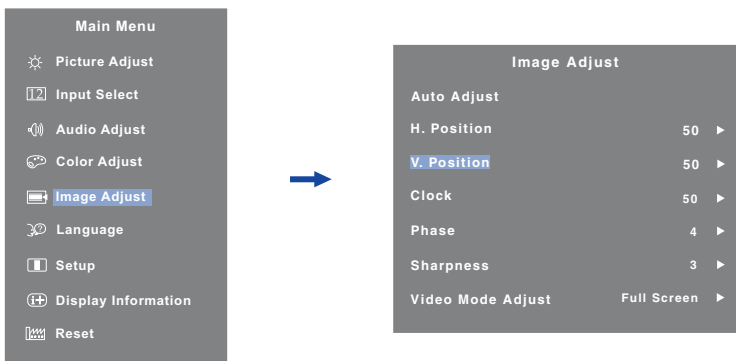 Main Menu
Picture Adjust
12 Input Select
Audio Adjust
Color Adjust
Image Adjust
Language
Setup
Display Information
Reset
Image Adjust
Auto Adjust
H. Position 50
V. Position 50
Clock 50
Phase 4
Sharpness 3
Video Mode Adjust Full Screen